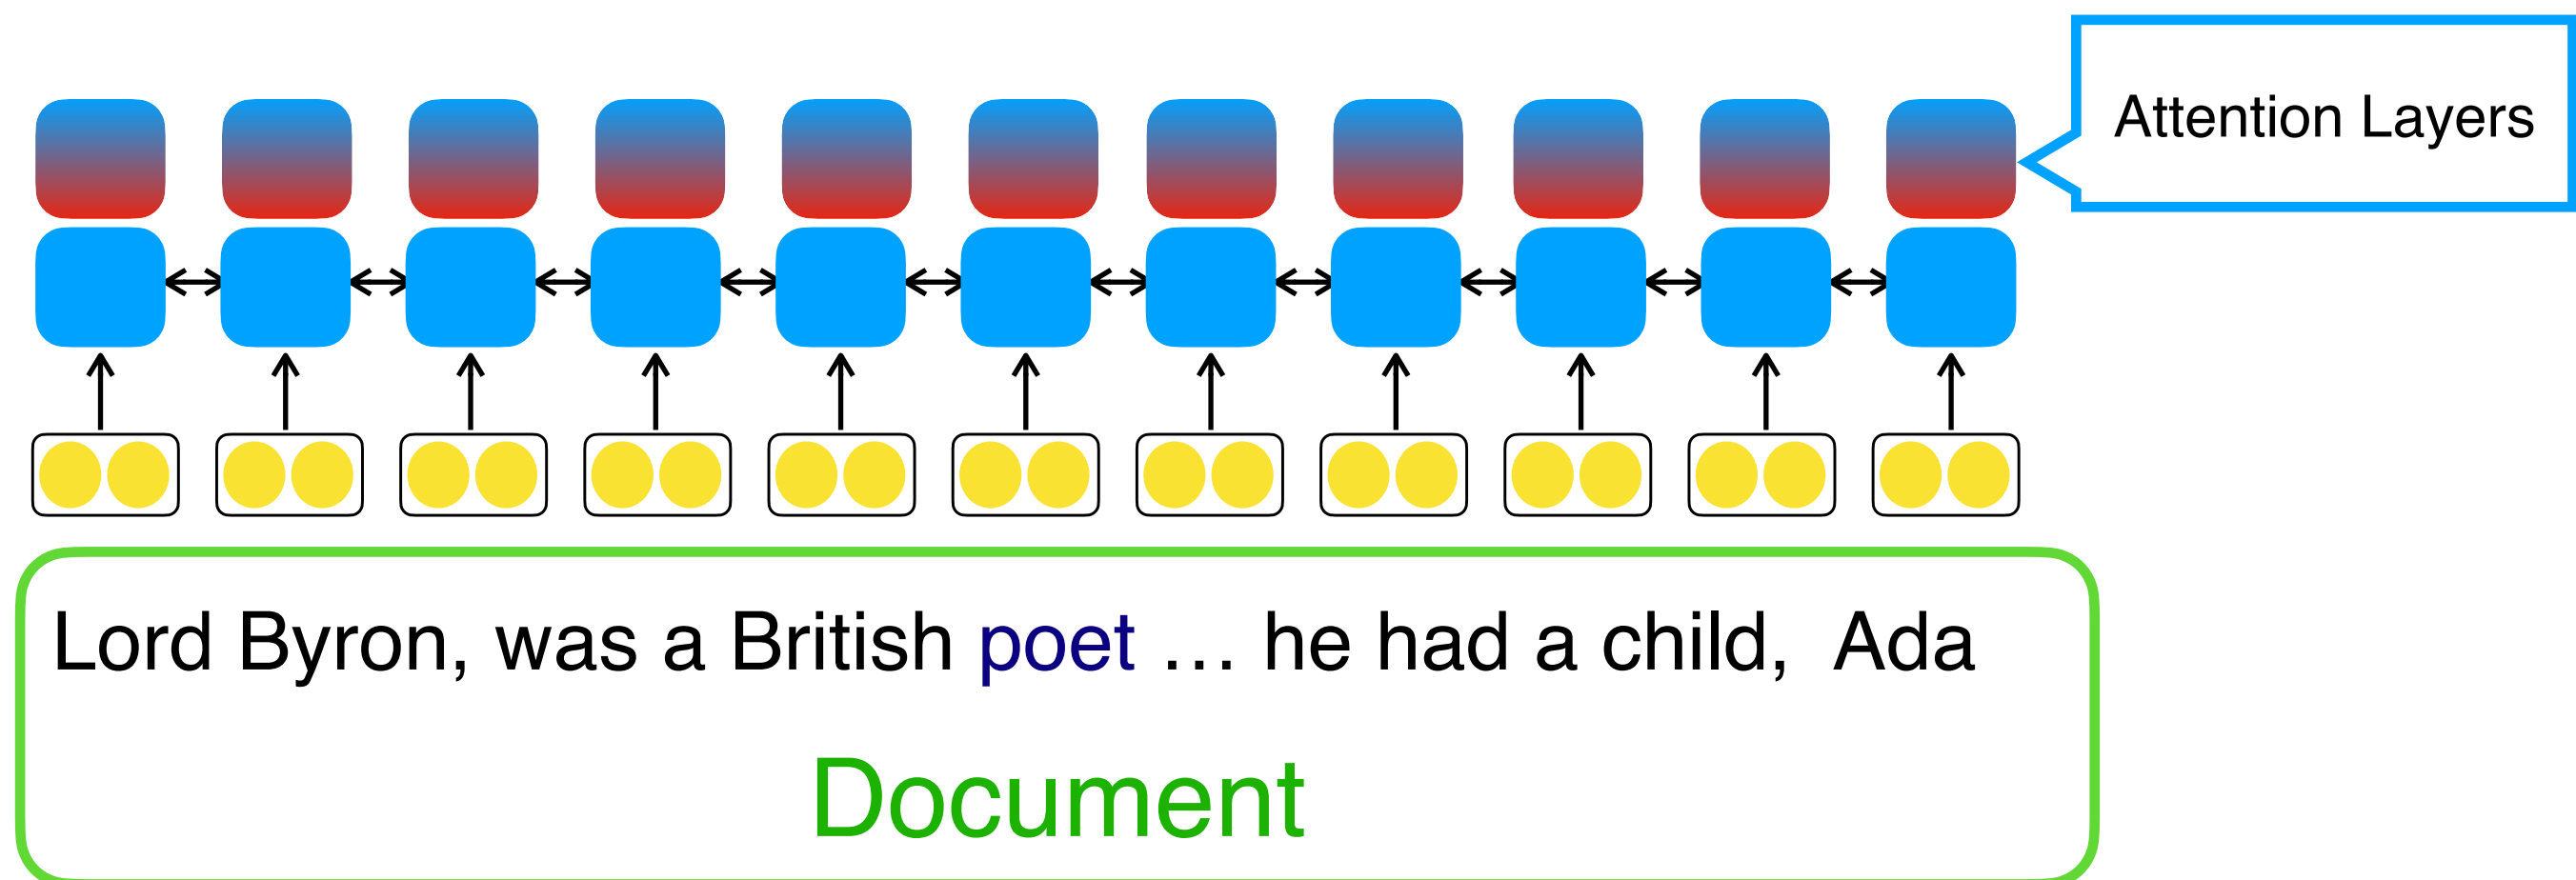 Attention Layers
Lord Byron, was a British poet … he had a child, Ada
Document